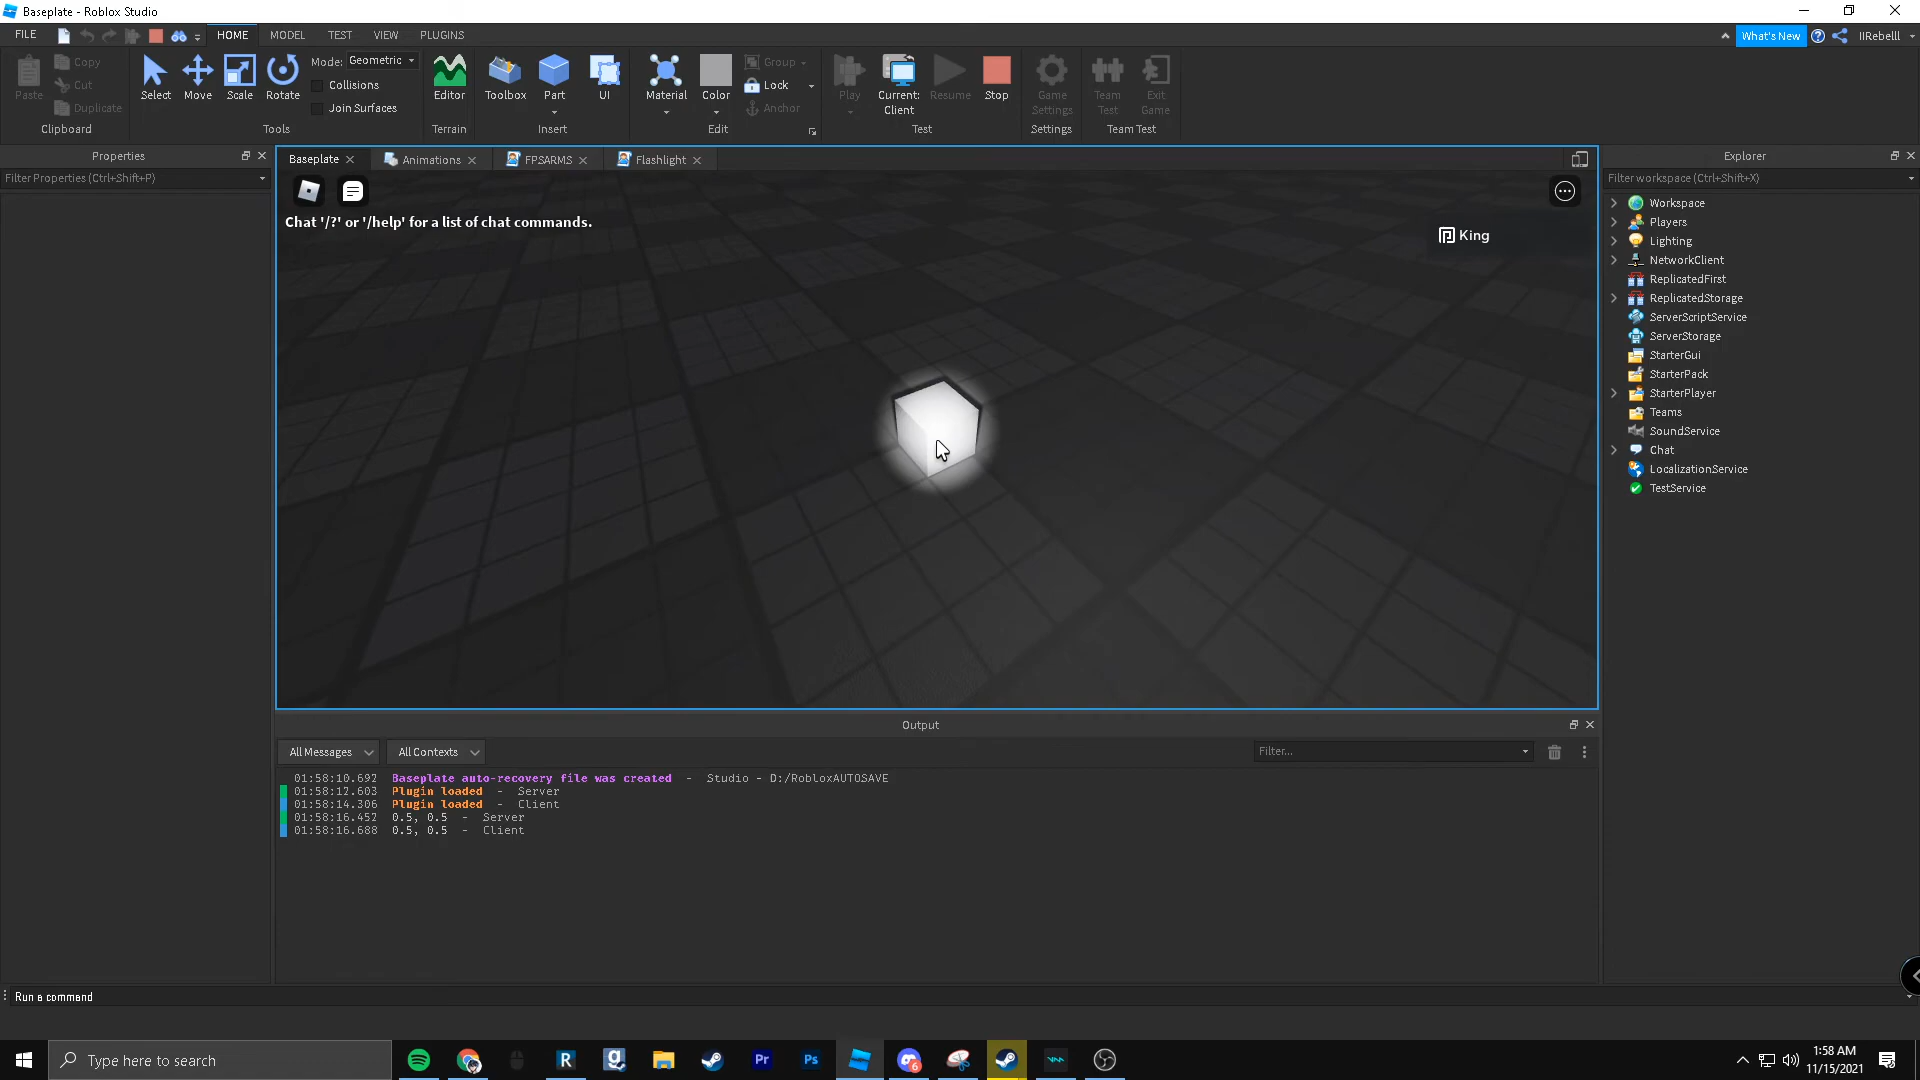 Baseplate - Roblox Studio
FILE HOME MODEL TEST VIEW PLUGINS What's New IIRebelll
Paste Copy Cut Duplicate Clipboard
Select Move Scale Rotate Mode: Geometric Collisions Join Surfaces Tools
Editor Terrain
Toolbox Part UI Insert
Material Color Group Lock Anchor Edit
Play Current: Client Resume Stop Test
Game Settings Settings
Team Test Exit Game Team Test
Properties
Filter Properties (Ctrl+Shift+P)
Baseplate Animations FPSARMS Flashlight
Chat '/?' or '/help' for a list of chat commands.
King
Explorer
Filter workspace (Ctrl+Shift+X)
Workspace
Players
Lighting
NetworkClient
ReplicatedFirst
ReplicatedStorage
ServerScriptService
ServerStorage
StarterGui
StarterPack
StarterPlayer
Teams
SoundService
Chat
LocalizationService
TestService
Output
All Messages All Contexts Filter...
01:58:10.692 Baseplate auto-recovery file was created - Studio - D:/RobloxAUTOSAVE
01:58:12.603 Plugin loaded - Server
01:58:14.306 Plugin loaded - Client
01:58:16.452 0.5, 0.5 - Server
01:58:16.688 0.5, 0.5 - Client
Run a command
Type here to search
R g Pr Ps 6
1:58 AM
11/15/2021